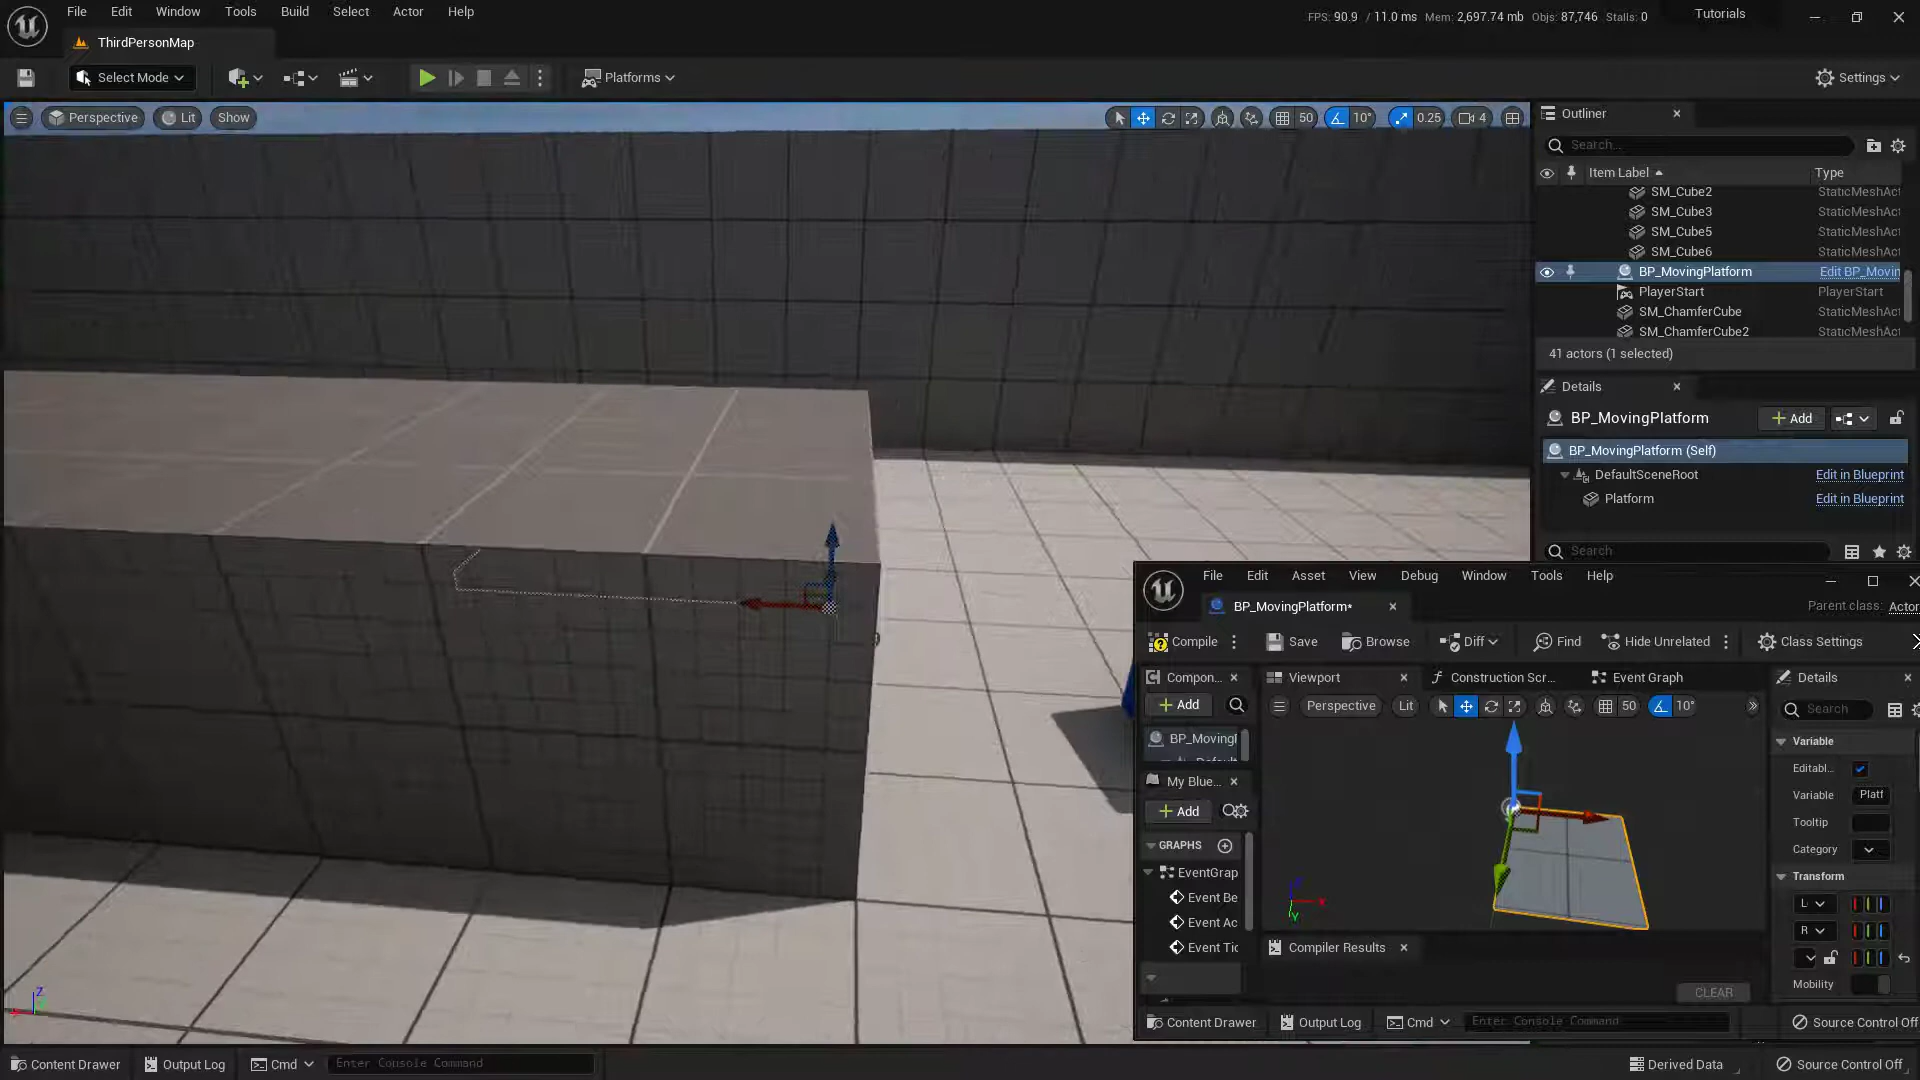 File Edit Window Tools Build Select Actor Help
FPS: 90.9 / 11.0 ms Mem: 2,697.74 mb Objs: 87,746 Stalls: 0
Tutorials
ThirdPersonMap
Select Mode
Platforms
Settings
Perspective Lit Show
50 10° 0.25 4
Outliner
Search...
Item Label Type
SM_Cube2 StaticMeshAct
SM_Cube3 StaticMeshAct
SM_Cube5 StaticMeshAct
SM_Cube6 StaticMeshAct
BP_MovingPlatform Edit BP_Movin
PlayerStart PlayerStart
SM_ChamferCube StaticMeshAct
SM_ChamferCube2 StaticMeshAct
41 actors (1 selected)
Details
BP_MovingPlatform Add
BP_MovingPlatform (Self)
DefaultSceneRoot Edit in Blueprint
Platform Edit in Blueprint
Search
File Edit Asset View Debug Window Tools Help
BP_MovingPlatform*
Parent class: Actor
Compile Save Browse Diff Find Hide Unrelated Class Settings
Compon... Viewport Construction Scr... Event Graph Details
Add Perspective Lit 50 10° Search
BP_Movingl
Variable
Editabl...
My Blue...
Variable Platf
Add
Tooltip
GRAPHS
Category
EventGrap
Transform
Event Be
L
Event Ac
R
Event Tic
Compiler Results
Mobility
CLEAR
Content Drawer Output Log Cmd Enter Console Command Source Control Off
Z
Y
Content Drawer Output Log Cmd Enter Console Command Derived Data Source Control Off